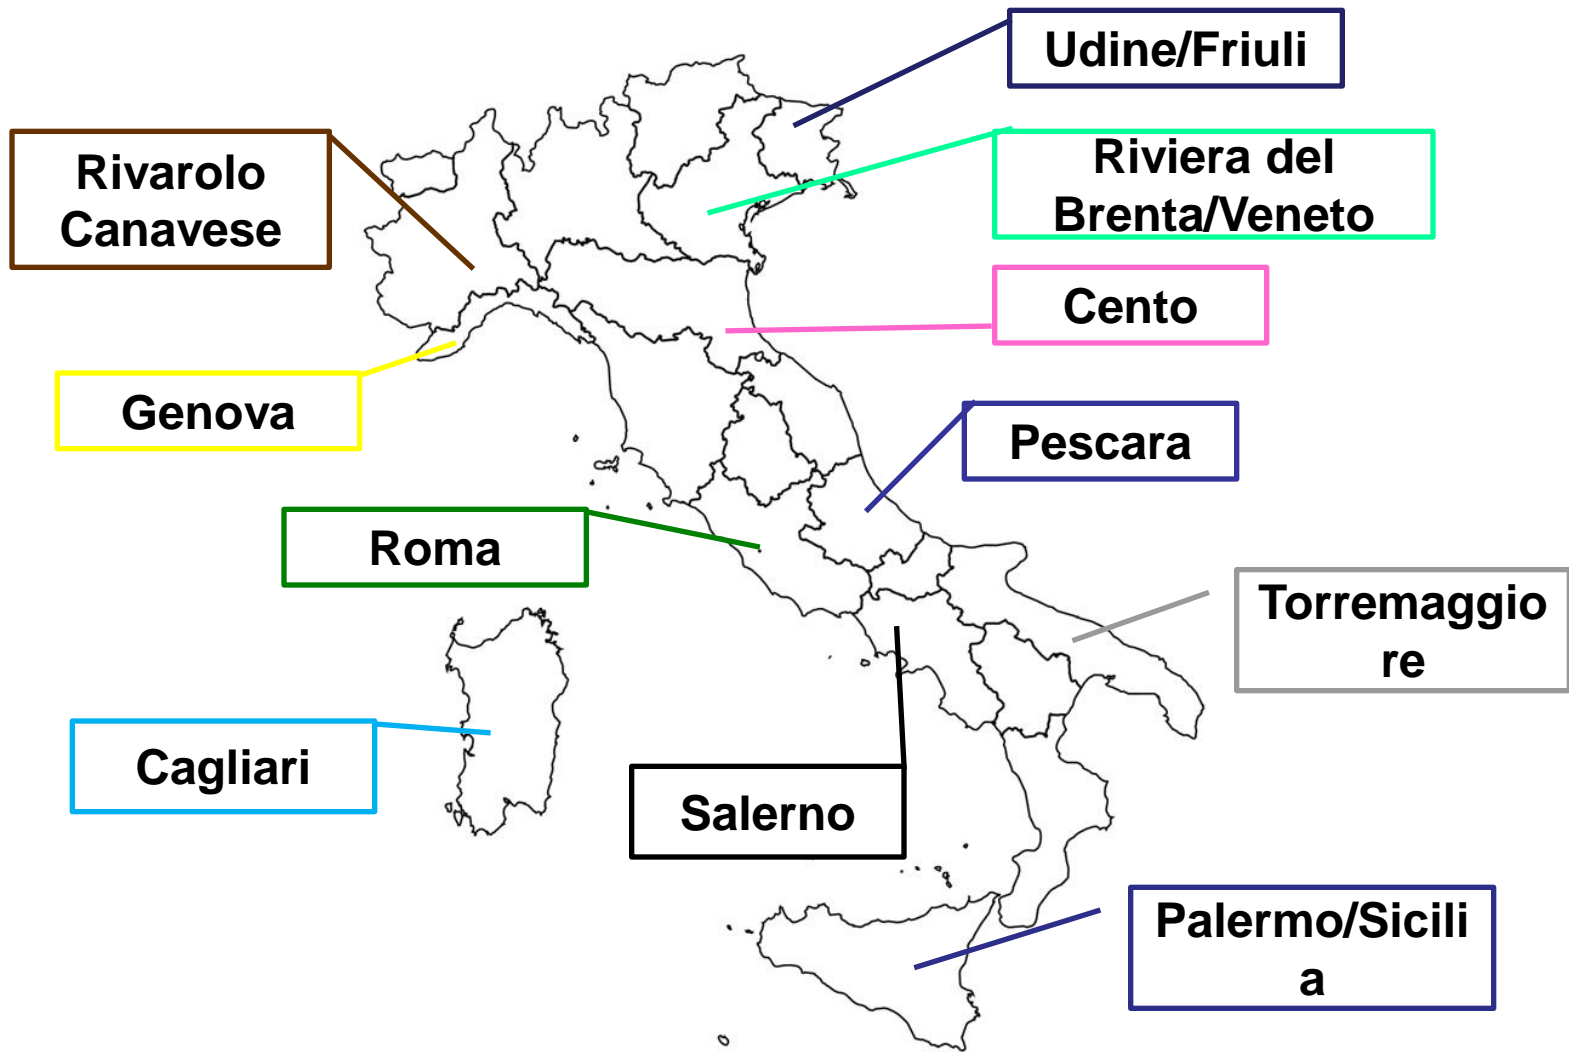 Udine/Friuli
Rivarolo
Canavese
Riviera del
Brenta/Veneto
Cento
Genova
Pescara
Roma
Torremaggio
re
Cagliari
Salerno
Palermo/Sicili
a